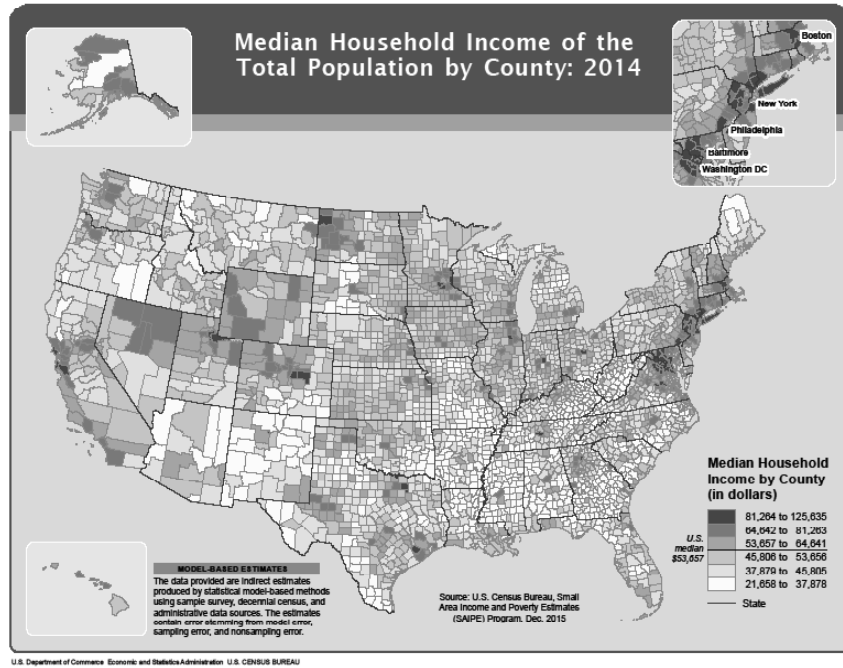 Median Household Income of the
Total Population by County: 2014
Boston
New York
Philadelphia
Baltimore
Washington DC
Median Household
Income by County
(in dollars)
81,264 to 125,635
64,642 to 81,263
53,657 to 64,641
45,806 to 53,656
37,879 to 45,805
21,658 to 37,878
State
U.S.
median
$53,657
MODEL-BASED ESTIMATES
The data provided are indirect estimates
produced by statistical model-based methods
using sample survey, decennial census, and
administrative data sources. The estimates
contain error stemming from model error,
sampling error, and nonsampling error.
Source: U.S. Census Bureau, Small
Area Income and Poverty Estimates
(SAIPE) Program, Dec. 2015
U.S. Department of Commerce Economic and Statistics Administration U.S. CENSUS BUREAU